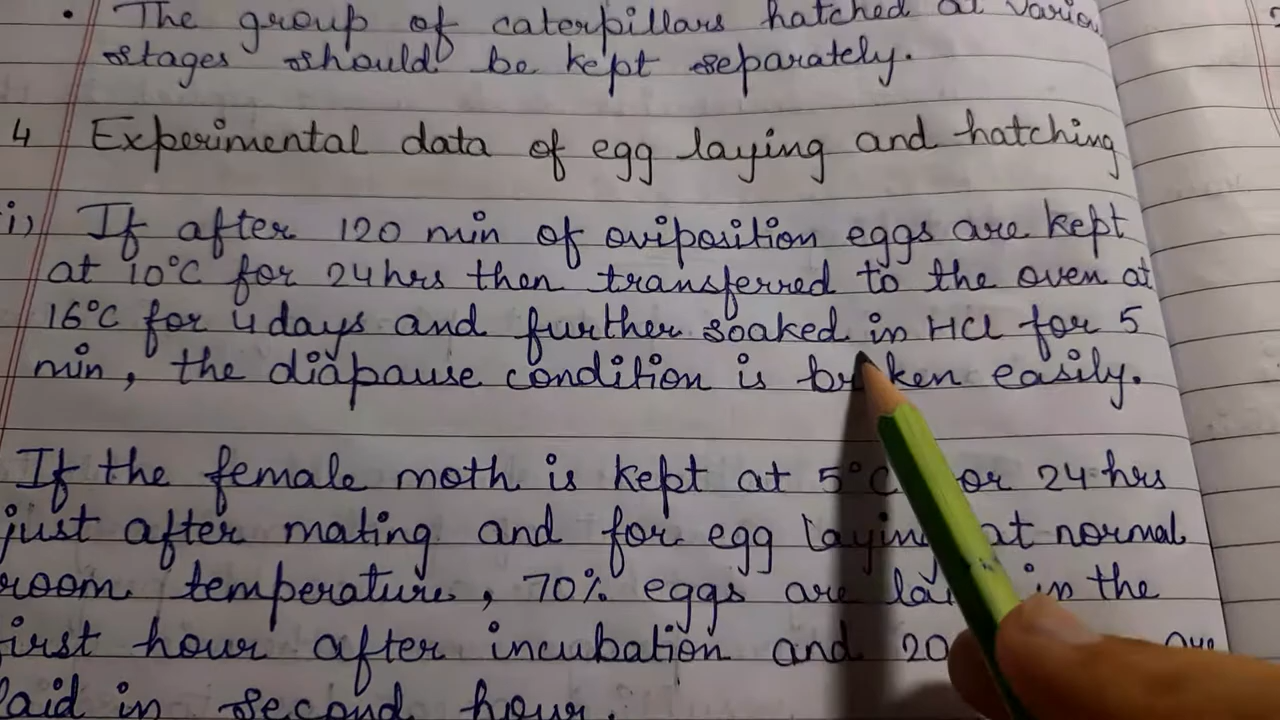 • The group of caterpillars hatched at
stages should be kept separately.
4 Experimental data of egg laying and hatching
i) If after 120 min of oviposition eggs are kept
at 10°C for 24hrs then transferred to the oven at
16°C for 4days and further soaked in HCl for 5
min, the diapause condition is broken easily.
If the female moth is kept at 5°C for 24 hrs
just after mating and for egg laying at normal
room temperature, 70% eggs are laid in the
first hour after incubation and 20
laid in second hour.